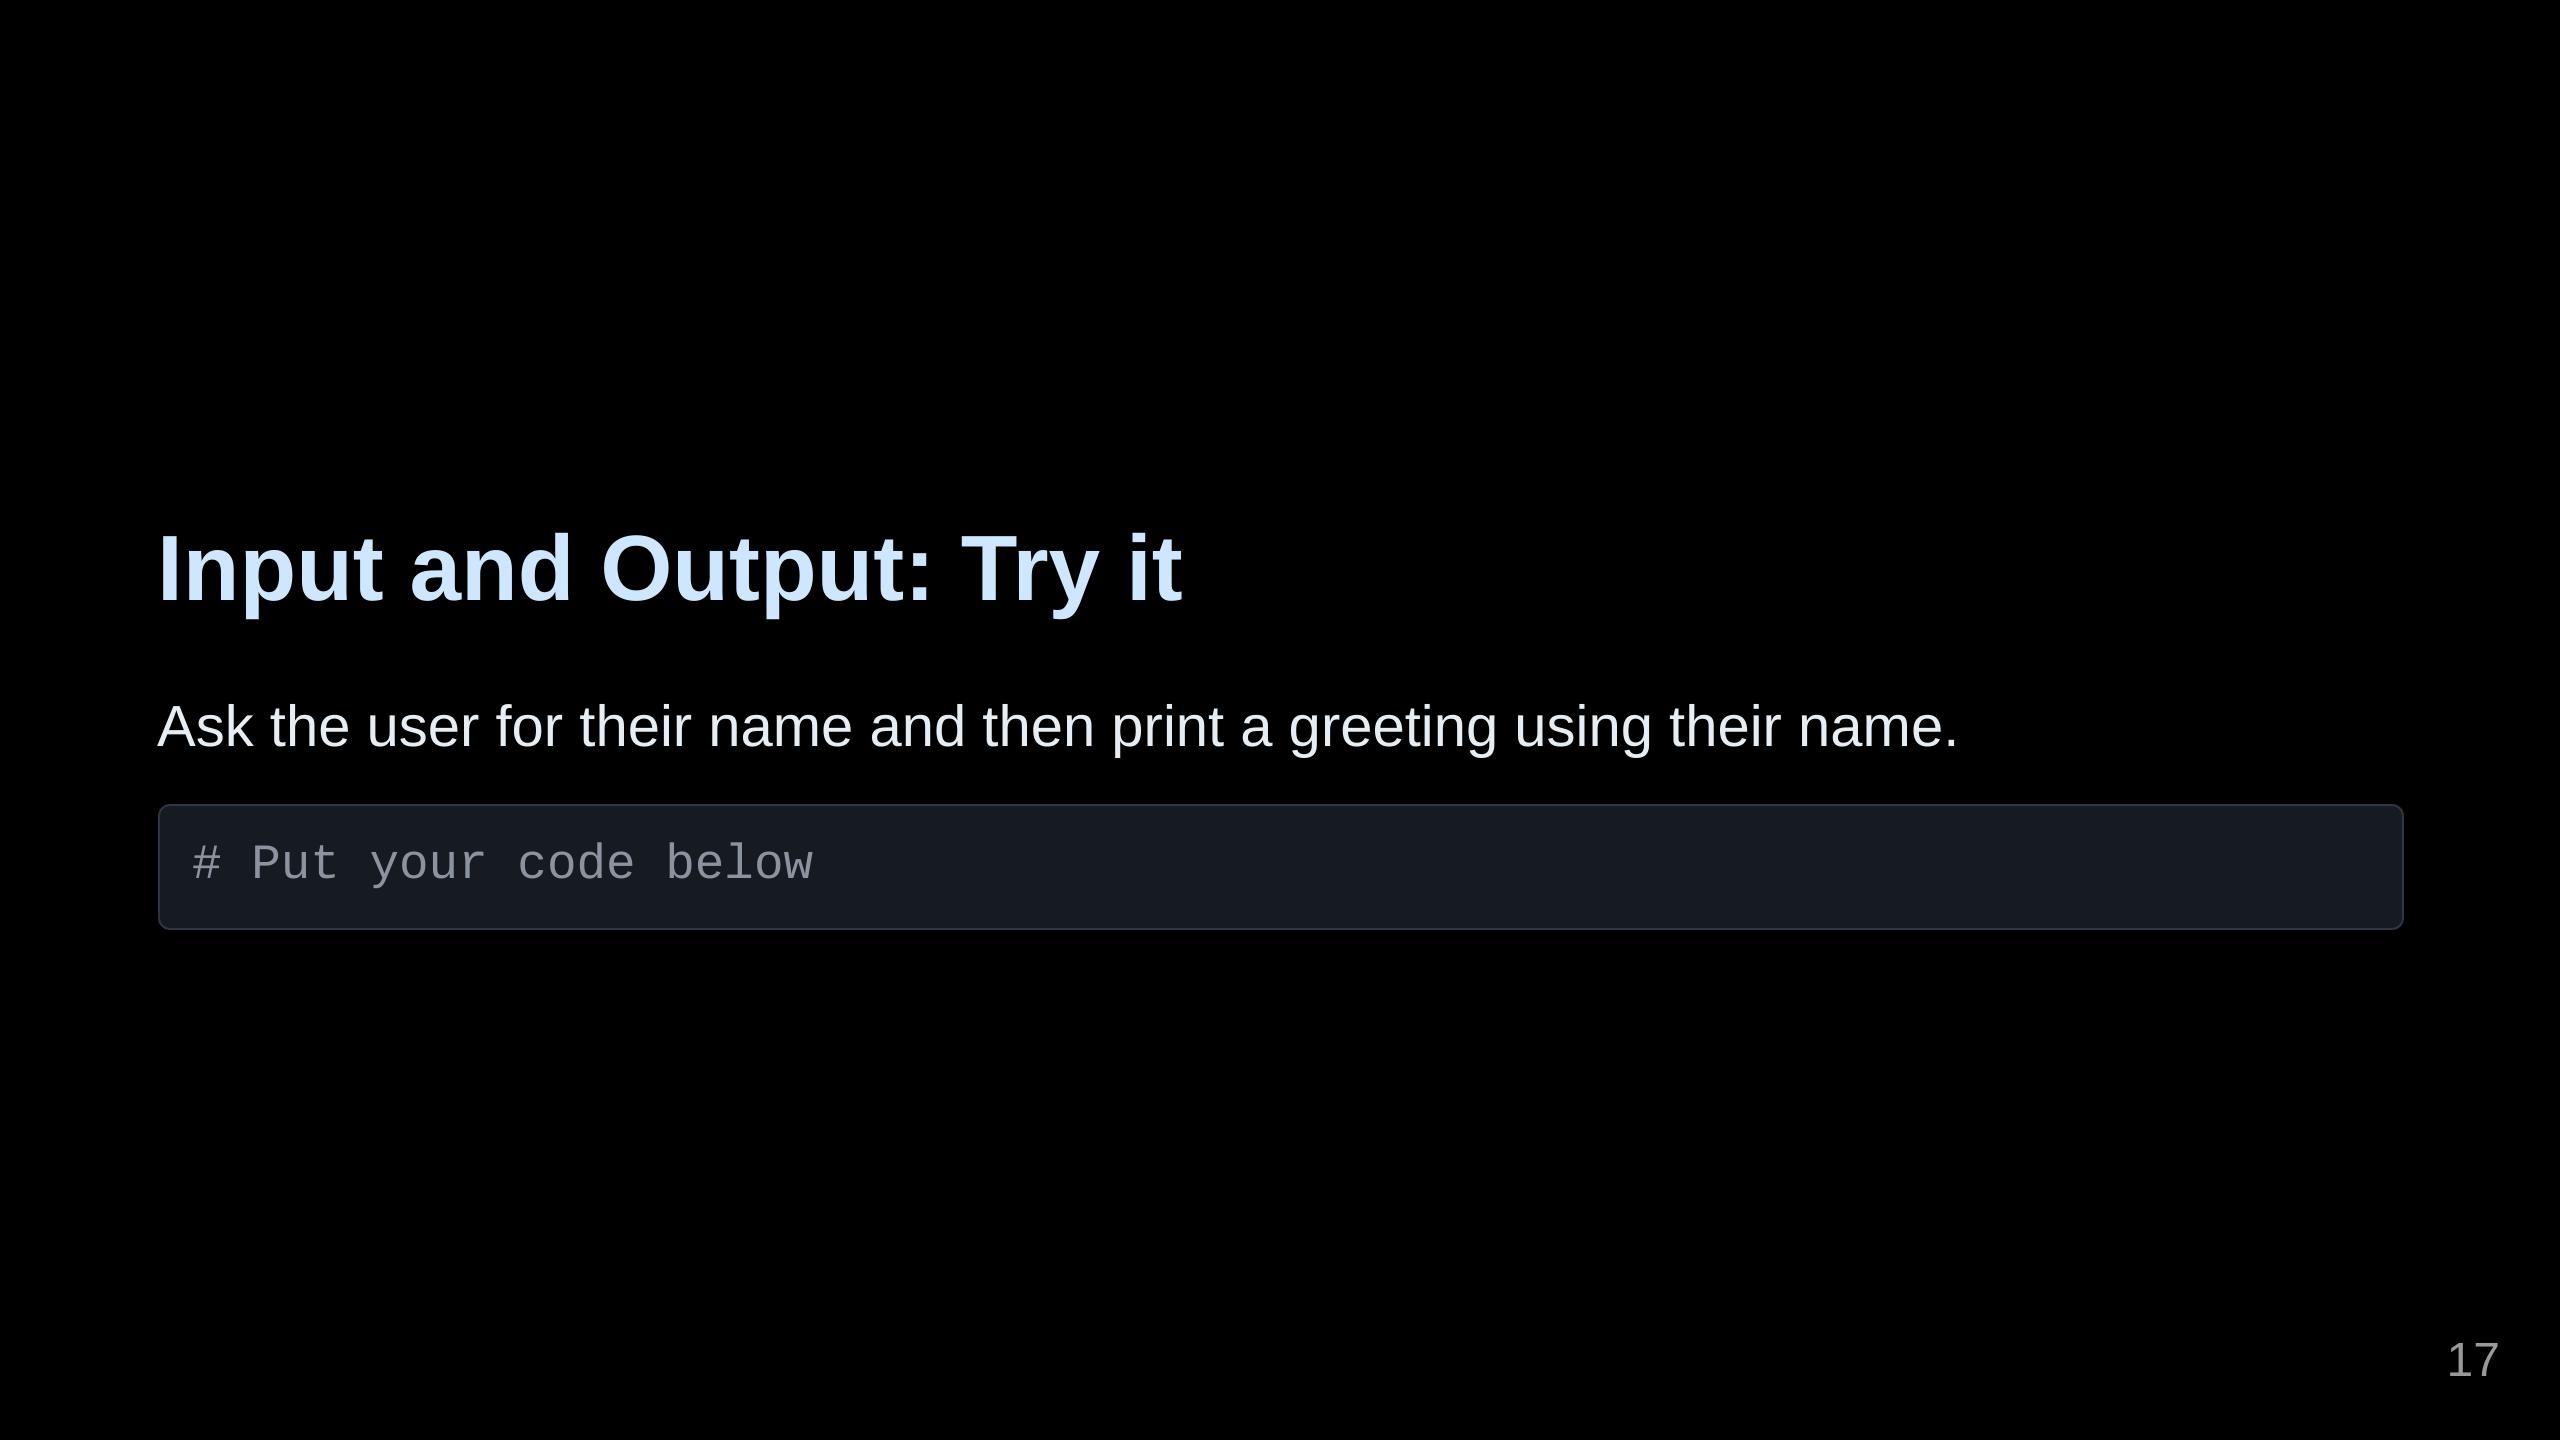 Input and Output: Try it
Ask the user for their name and then print a greeting using their name.
# Put your code below
17